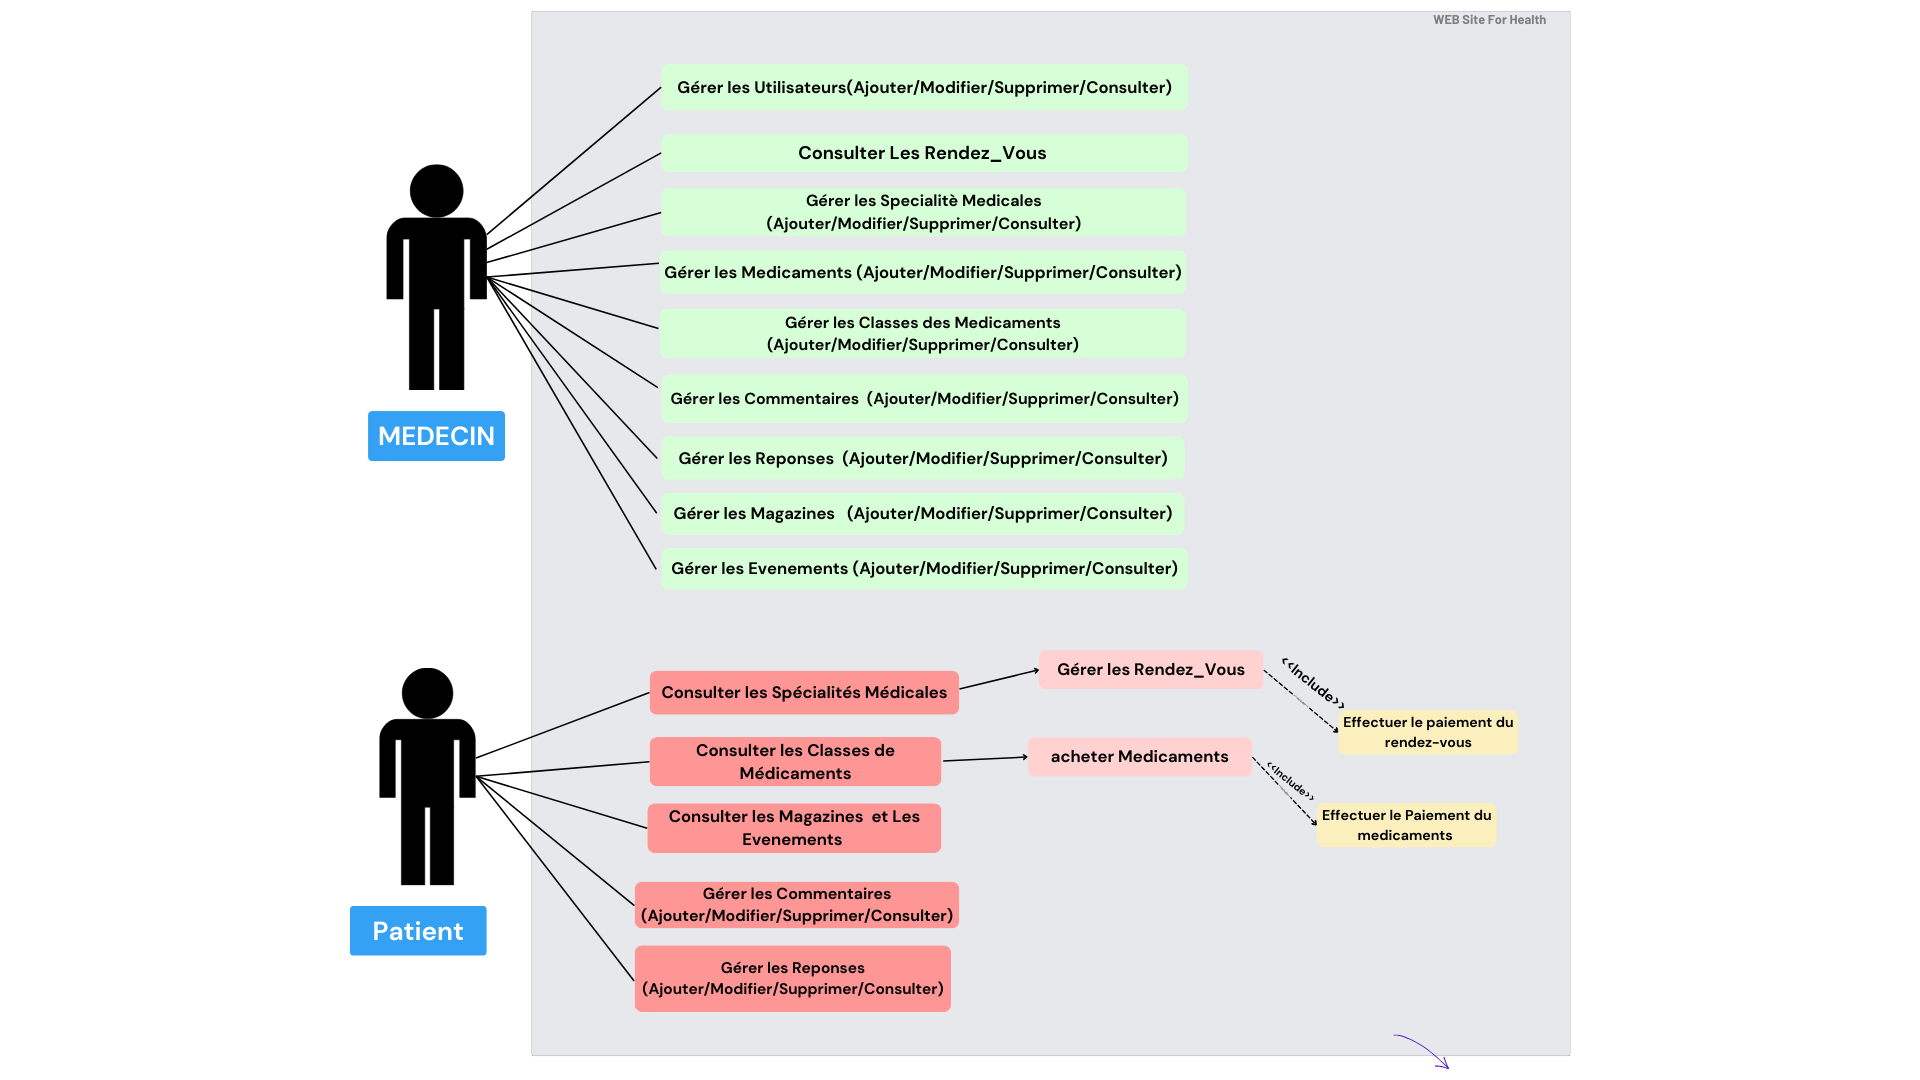 WEB Site For Health
Gérer les Utilisateurs(Ajouter/Modifier/Supprimer/Consulter)
Consulter Les Rendez_Vous
Gérer les Specialitè Medicales
(Ajouter/Modifier/Supprimer/Consulter)
Gérer les Medicaments (Ajouter/Modifier/Supprimer/Consulter)
Gérer les Classes des Medicaments
(Ajouter/Modifier/Supprimer/Consulter)
Gérer les Commentaires (Ajouter/Modifier/Supprimer/Consulter)
MEDECIN
Gérer les Reponses (Ajouter/Modifier/Supprimer/Consulter)
Gérer les Magazines (Ajouter/Modifier/Supprimer/Consulter)
Gérer les Evenements (Ajouter/Modifier/Supprimer/Consulter)
Consulter les Spécialités Médicales
Gérer les Rendez_Vous
<<Include>>
Effectuer le paiement du
rendez-vous
Consulter les Classes de
Médicaments
acheter Medicaments
<<Include>>
Effectuer le Paiement du
medicaments
Consulter les Magazines et Les
Evenements
Gérer les Commentaires
(Ajouter/Modifier/Supprimer/Consulter)
Patient
Gérer les Reponses
(Ajouter/Modifier/Supprimer/Consulter)